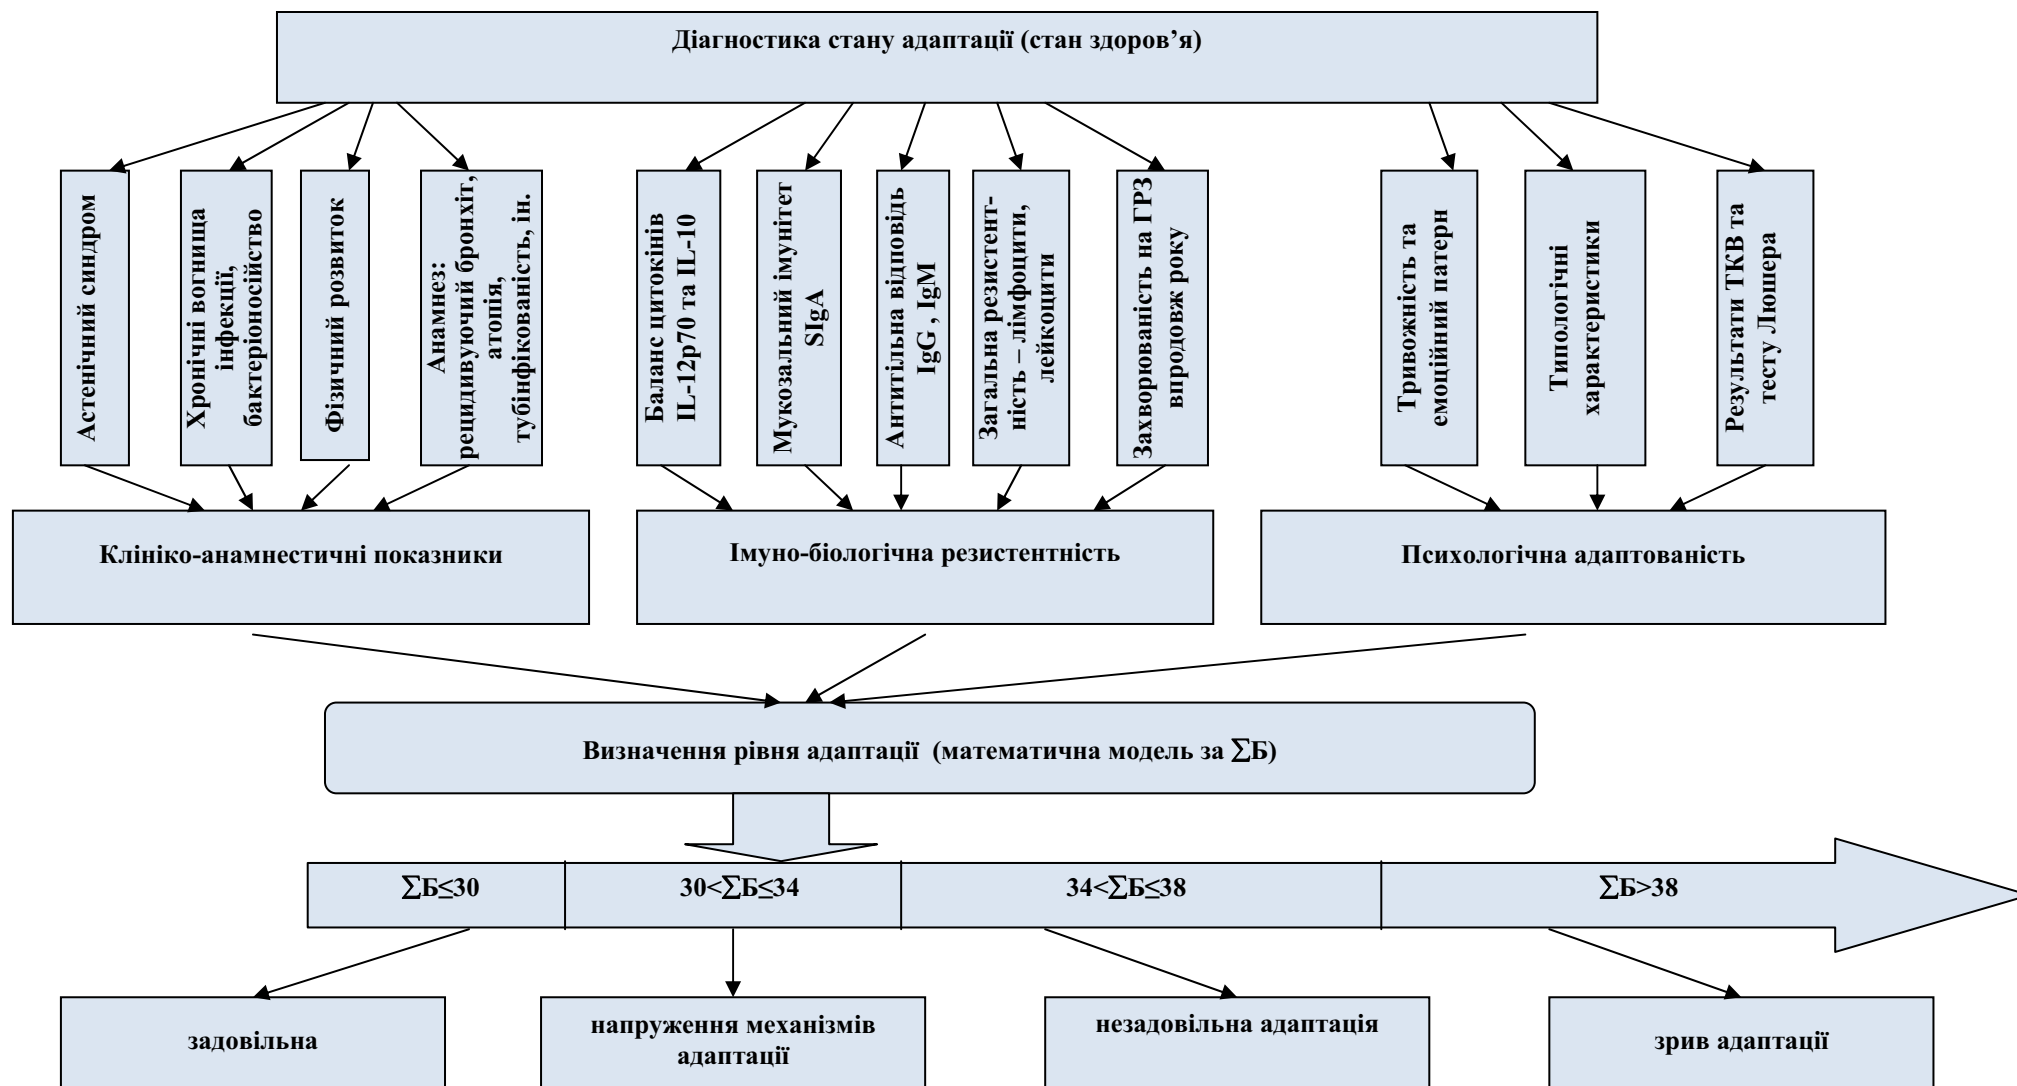 Діагностика стану адаптації (стан здоров’я)
Астенічний синдром
Хронічні вогнища
інфекції,
бактеріоносійство
Фізичний розвиток
Анамнез:
рецидивуючий бронхіт,
атопія,
тубінфікованість, ін.
Баланс цитокінів
IL-12p70 та IL-10
Мукозальний імунітет
SIgA
Антитільна відповідь
IgG , IgM
Загальна резистент-
ність – лімфоцити,
лейкоцити
Захворюваність на ГРЗ
впродовж року
Тривожність та
емоційний патерн
Типологічні
характеристики
Результати ТКВ та
тесту Люшера
Клініко-анамнестичні показники
Імуно-біологічна резистентність
Психологічна адаптованість
Визначення рівня адаптації (математична модель за ∑Б)
∑Б≤30
30<∑Б≤34
34<∑Б≤38
∑Б>38
задовільна
напруження механізмів
адаптації
незадовільна адаптація
зрив адаптації